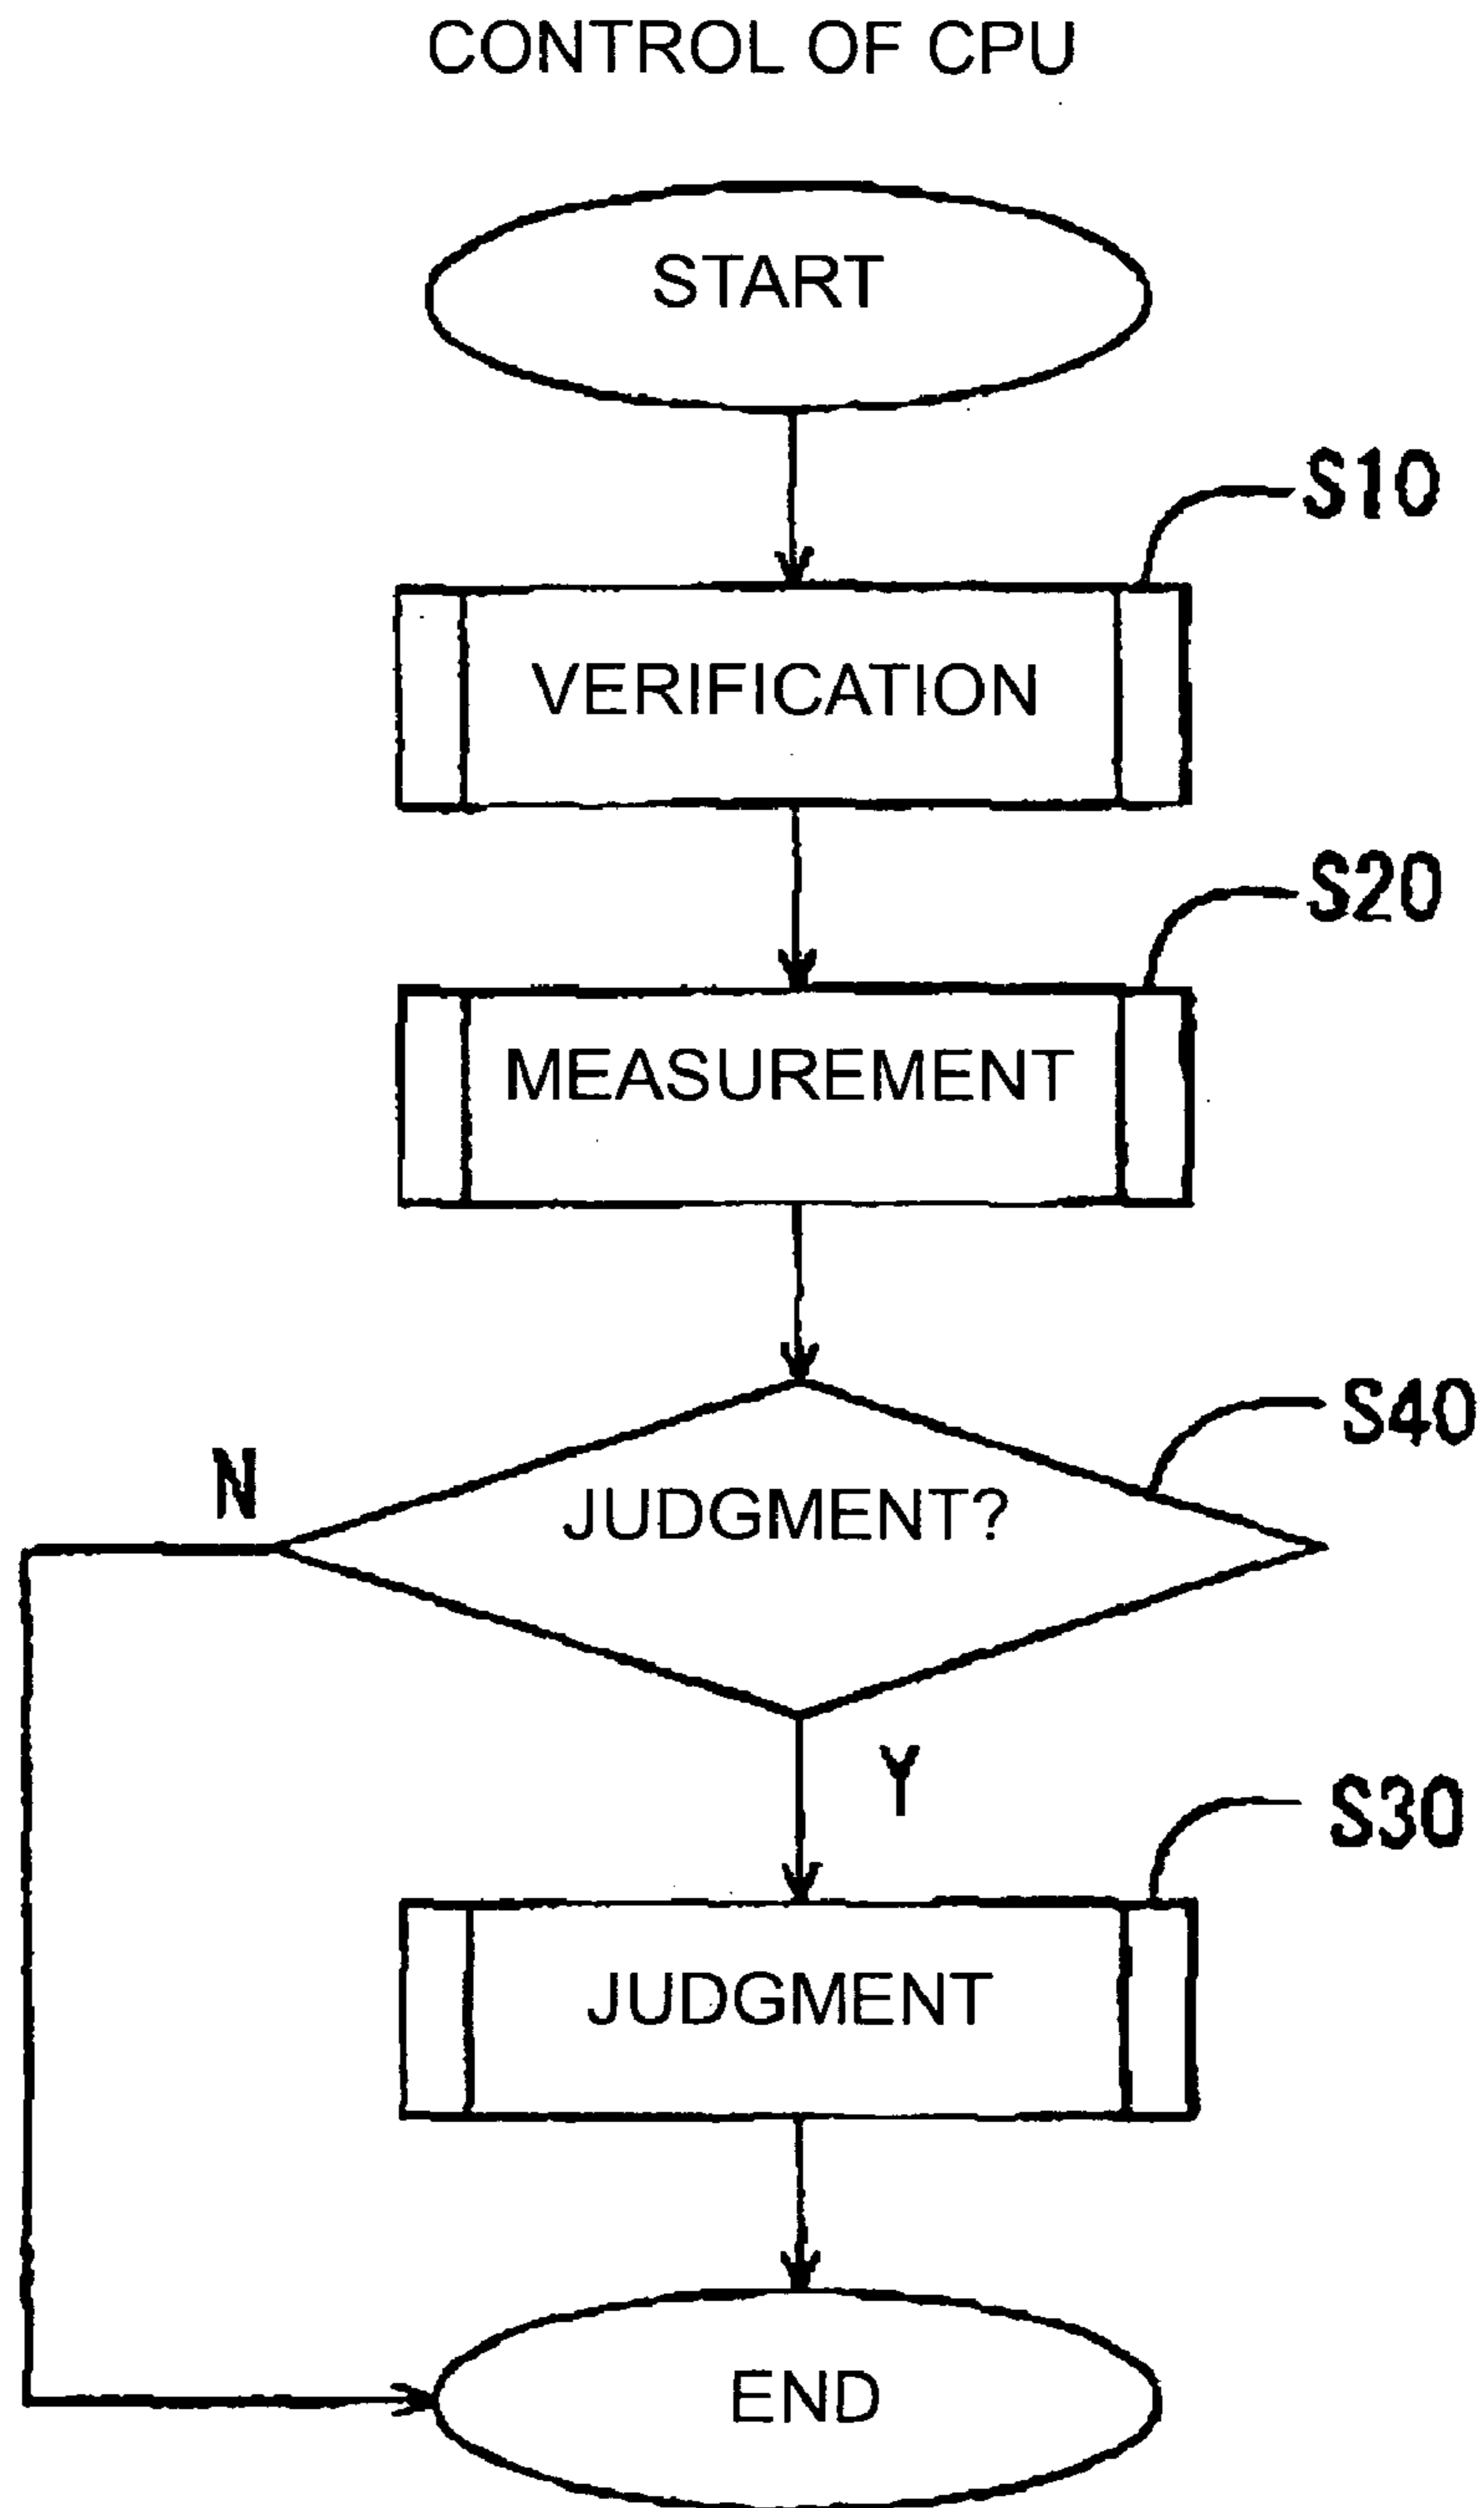 CONTROL OF CPU
START
S10
VERIFICATION
S20
MEASUREMENT
S40
N
JUDGMENT?
Y
S30
JUDGMENT
END